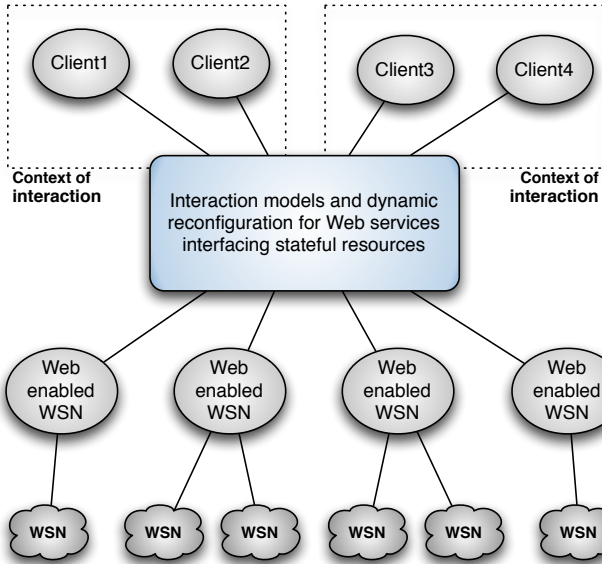 Client1
Client2
Client3
Client4
Context of
interaction
Context of
interaction
Interaction models and dynamic
reconfiguration for Web services
interfacing stateful resources
Web
enabled
WSN
Web
enabled
WSN
Web
enabled
WSN
Web
enabled
WSN
WSN
WSN
WSN
WSN
WSN
WSN